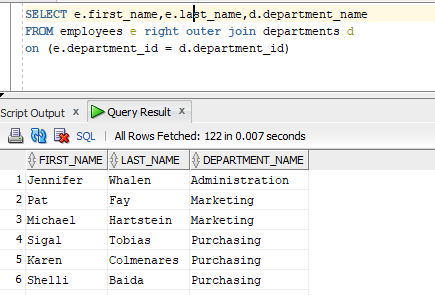 SELECT e.first_name,e.last_name,d.department_name
FROM employees e right outer join departments d
on (e.department_id = d.department_id)
Script Output x Query Result x
SQL | All Rows Fetched: 122 in 0.007 seconds
FIRST_NAME LAST_NAME DEPARTMENT_NAME
1 Jennifer Whalen Administration
2 Pat Fay Marketing
3 Michael Hartstein Marketing
4 Sigal Tobias Purchasing
5 Karen Colmenares Purchasing
6 Shelli Baida Purchasing